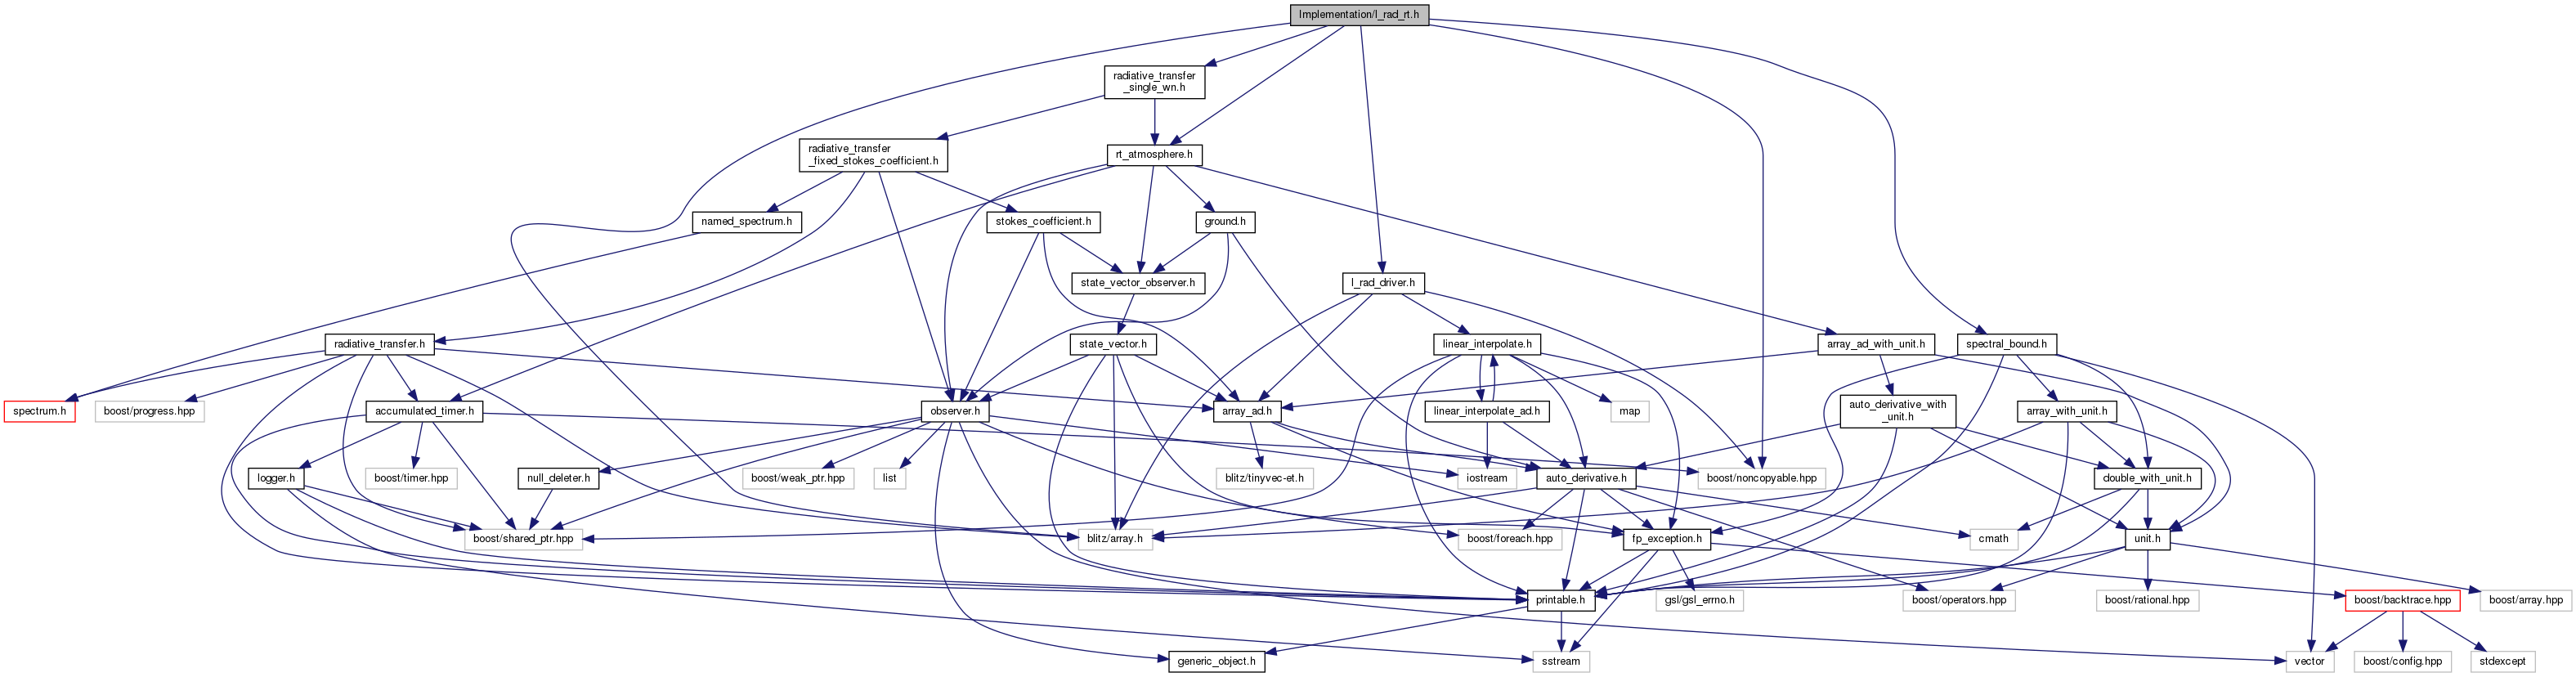 Implementation/l_rad_rt.h
radiative_transfer
_single_wn.h
radiative_transfer
_fixed_stokes_coefficient.h
rt_atmosphere.h
named_spectrum.h
stokes_coefficient.h
ground.h
state_vector_observer.h
l_rad_driver.h
radiative_transfer.h
state_vector.h
linear_interpolate.h
array_ad_with_unit.h
spectral_bound.h
spectrum.h
boost/progress.hpp
accumulated_timer.h
observer.h
array_ad.h
linear_interpolate_ad.h
map
auto_derivative_with
_unit.h
array_with_unit.h
logger.h
boost/timer.hpp
null_deleter.h
boost/weak_ptr.hpp
list
blitz/tinyvec-et.h
iostream
auto_derivative.h
boost/noncopyable.hpp
double_with_unit.h
boost/shared_ptr.hpp
blitz/array.h
boost/foreach.hpp
fp_exception.h
cmath
unit.h
printable.h
gsl/gsl_errno.h
boost/operators.hpp
boost/rational.hpp
boost/backtrace.hpp
boost/array.hpp
generic_object.h
sstream
vector
boost/config.hpp
stdexcept